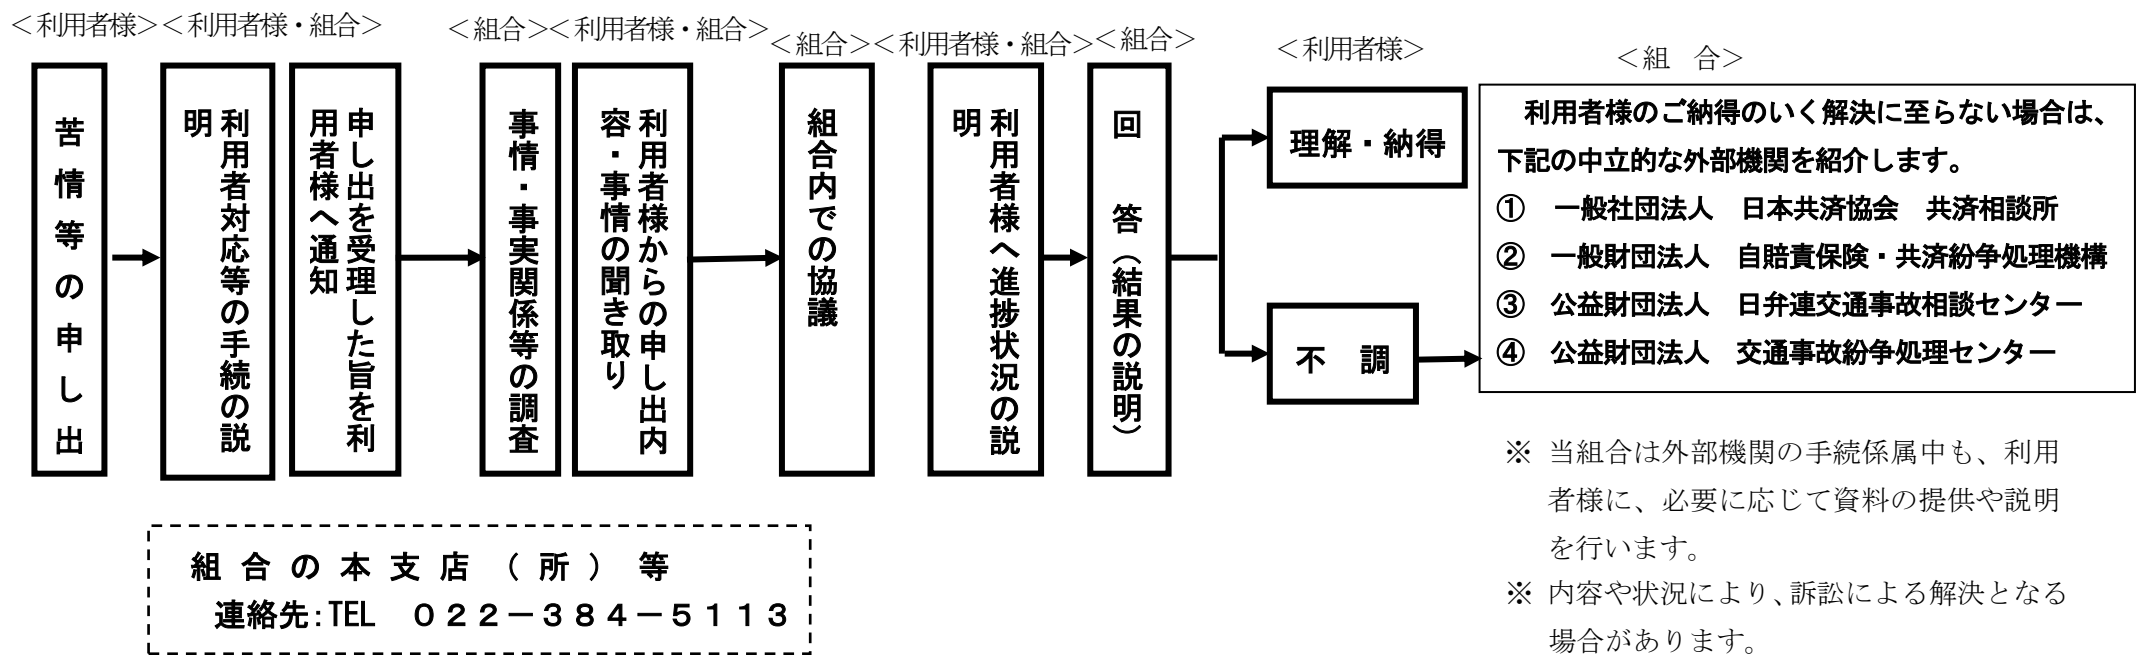 ＜利用者様＞＜利用者様・組合＞
＜組合＞＜利用者様・組合＞
＜組合＞＜利用者様・組合＞＜組合＞
＜利用者様＞
＜組　合＞
苦情等の申し出
利用者対応等の手続の説
明
申し出を受理した旨を利
用者様へ通知
事情・事実関係等の調査
利用者様からの申し出内
容・事情の聞き取り
組合内での協議
利用者様へ進捗状況の説
明
回　答（結果の説明）
理解・納得
不　調
利用者様のご納得のいく解決に至らない場合は、
下記の中立的な外部機関を紹介します。
①　一般社団法人　日本共済協会　共済相談所
②　一般財団法人　自賠責保険・共済紛争処理機構
③　公益財団法人　日弁連交通事故相談センター
④　公益財団法人　交通事故紛争処理センター
※ 当組合は外部機関の手続係属中も、利用
者様に、必要に応じて資料の提供や説明
を行います。
※ 内容や状況により、訴訟による解決となる
場合があります。
組合の本支店（所）等
連絡先:TEL　０２２－３８４－５１１３